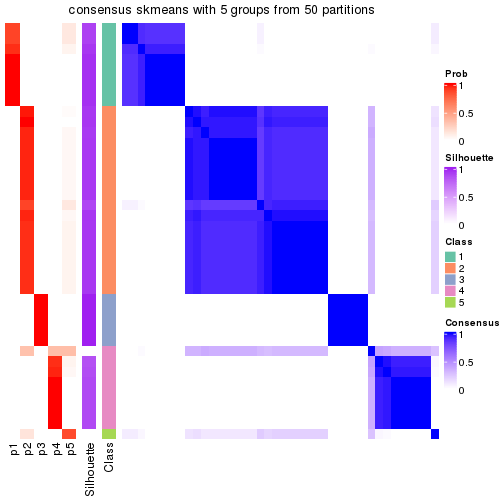 consensus skmeans with 5 groups from 50 partitions
Prob
1
0.5
0
Silhouette
1
0.5
0
Class
1
2
3
4
5
Consensus
1
0.5
0
p1
p2
p3
p4
p5
Silhouette
Class